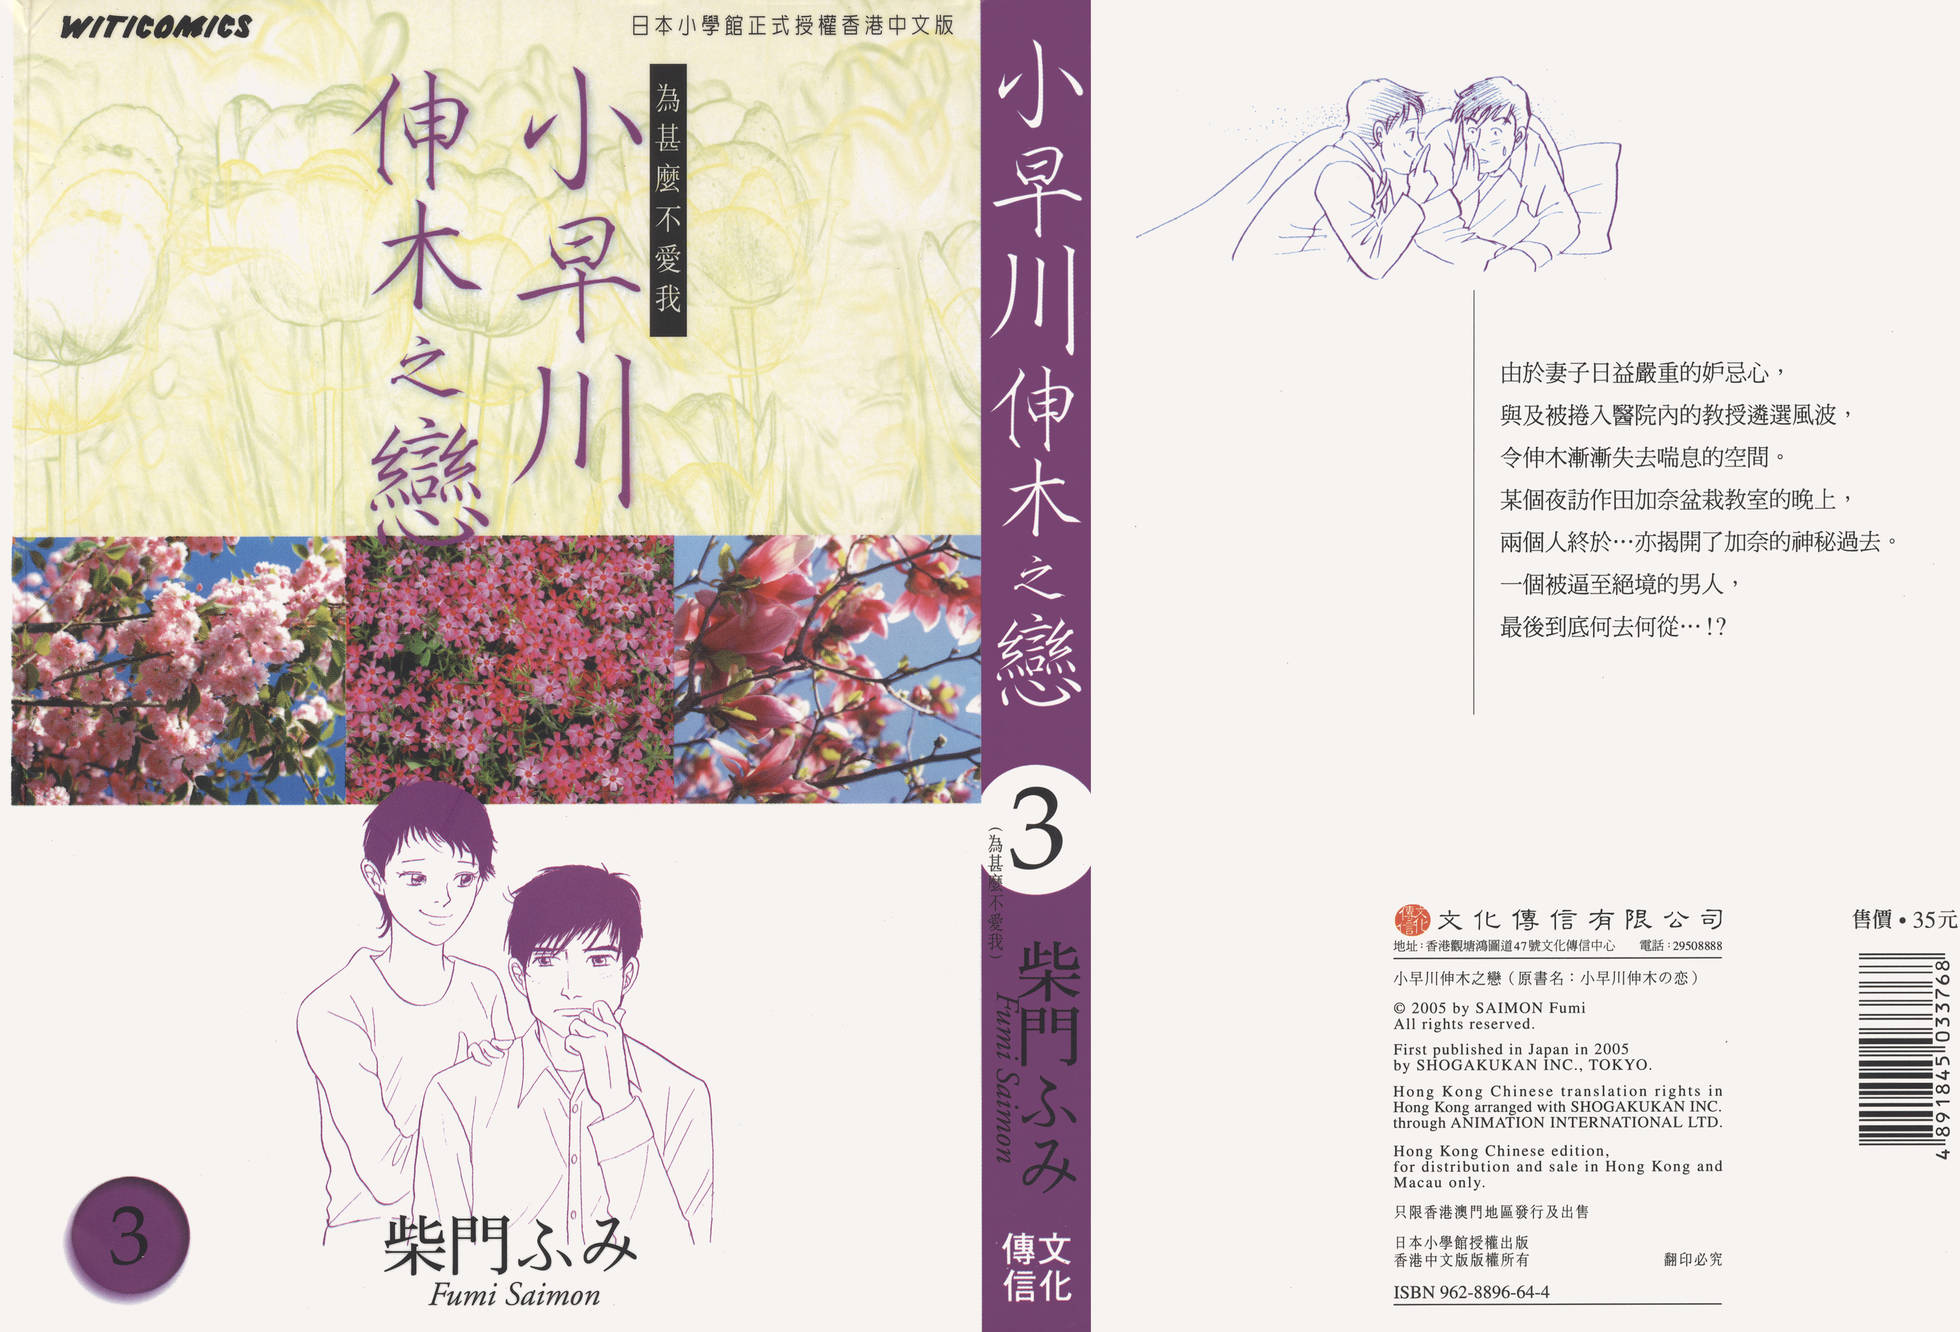 WITICOMICS
日本小學館正式授權香港中文版
為甚麼不愛我
小早川
伸木之戀
3
柴門ふみ
Fumi Saimon
小早川伸木之戀
3
(為甚麼不愛我)
柴門ふみ
Fumi Saimon
文化傳信
由於妻子日益嚴重的妒忌心，
與及被捲入醫院內的教授遴選風波，
令伸木漸漸失去喘息的空間。
某個夜訪作田加奈盆栽教室的晚上，
兩個人終於…亦揭開了加奈的神秘過去。
一個被逼至絕境的男人，
最後到底何去何從…!?
文化傳信 文化傳信有限公司
地址：香港觀塘鴻圖道47號文化傳信中心 電話：29508888
小早川伸木之戀（原書名：小早川伸木の恋）
© 2005 by SAIMON Fumi
All rights reserved.
First published in Japan in 2005
by SHOGAKUKAN INC., TOKYO.
Hong Kong Chinese translation rights in
Hong Kong arranged with SHOGAKUKAN INC.
through ANIMATION INTERNATIONAL LTD.
Hong Kong Chinese edition,
for distribution and sale in Hong Kong and
Macau only.
只限香港澳門地區發行及出售
日本小學館授權出版
香港中文版版權所有 翻印必究
ISBN 962-8896-64-4
售價・35元
4891845033768